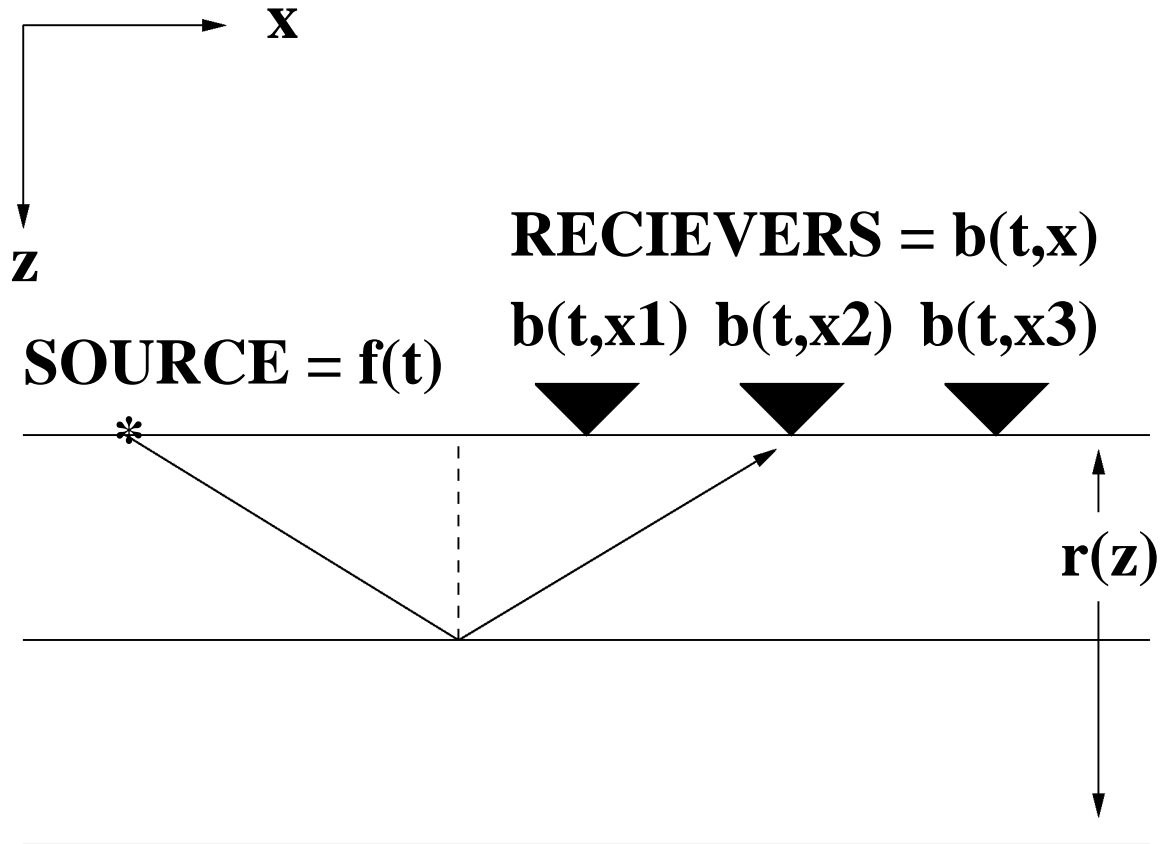 x
z
RECIEVERS = b(t,x)
b(t,x1) b(t,x2) b(t,x3)
SOURCE = f(t)
*
r(z)